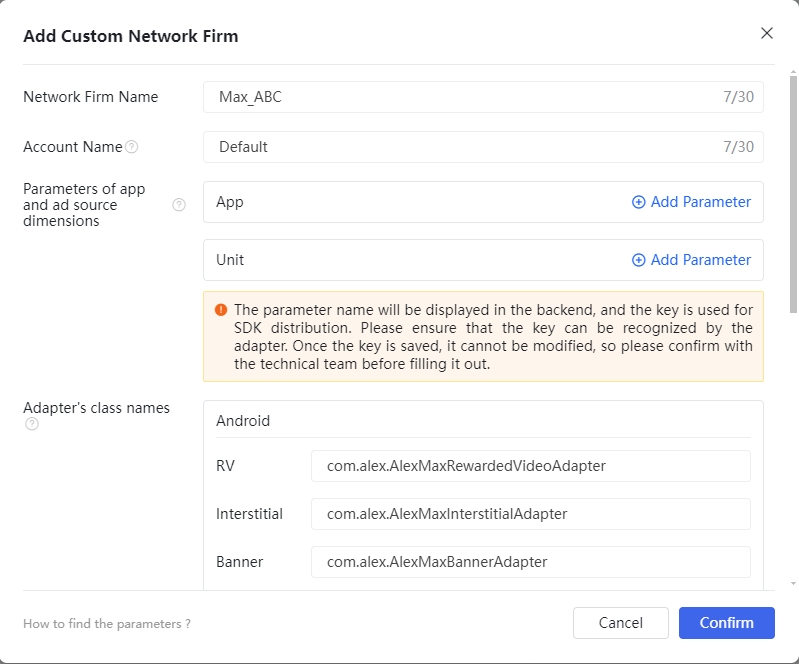 Add Custom Network Firm
Network Firm Name
Max_ABC
7/30
Account Name
Default
7/30
Parameters of app
and ad source
dimensions
App
Add Parameter
Unit
Add Parameter
The parameter name will be displayed in the backend, and the key is used for
SDK distribution. Please ensure that the key can be recognized by the
adapter. Once the key is saved, it cannot be modified, so please confirm with
the technical team before filling it out.
Adapter's class names
Android
RV
com.alex.AlexMaxRewardedVideoAdapter
Interstitial
com.alex.AlexMaxInterstitialAdapter
Banner
com.alex.AlexMaxBannerAdapter
How to find the parameters ?
Cancel
Confirm